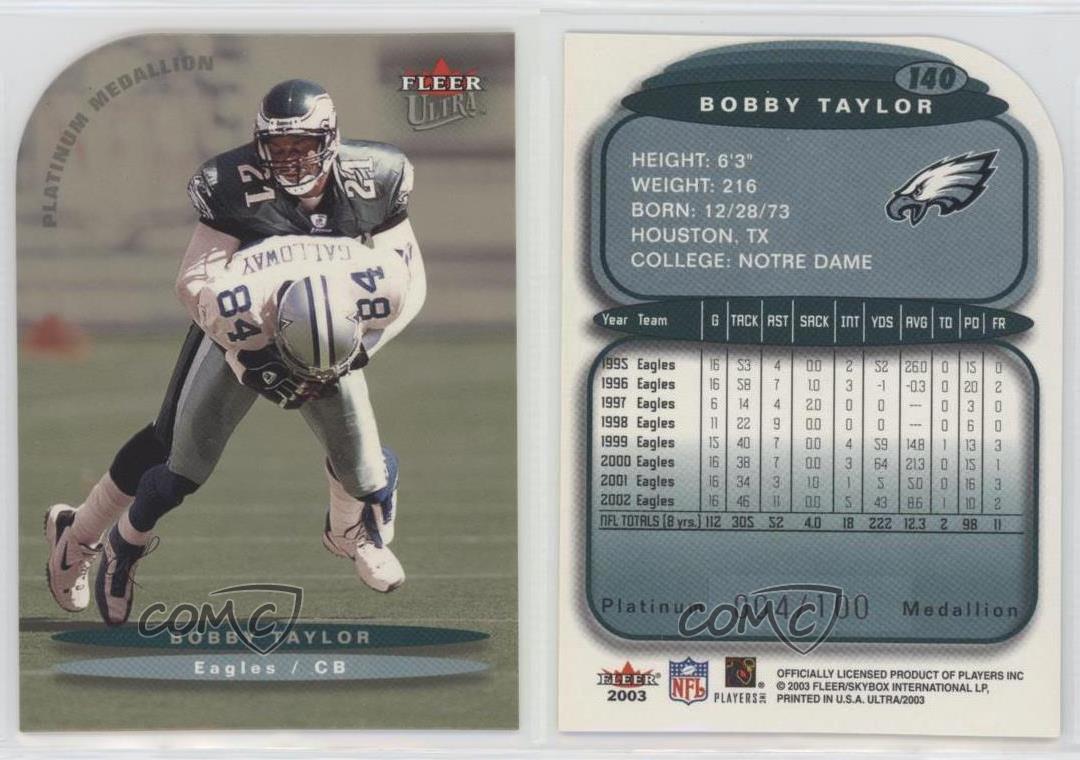 PLATINUM MEDALLION
FLEER
ULTRA
21 21
GALLOWAY
84 84
COMC
BOBBY TAYLOR
Eagles / CB
140
BOBBY TAYLOR
HEIGHT: 6'3"
WEIGHT: 216
BORN: 12/28/73
HOUSTON, TX
COLLEGE: NOTRE DAME
Year Team G TACK AST SACK INT YDS AVG TD PD FR
1995 Eagles 16 53 4 0.0 2 52 26.0 0 15 0
1996 Eagles 16 58 7 1.0 3 -1 -0.3 0 20 2
1997 Eagles 6 14 4 2.0 0 0 --- 0 3 0
1998 Eagles 11 22 9 0.0 0 0 --- 0 6 0
1999 Eagles 15 40 7 0.0 4 59 14.8 1 13 3
2000 Eagles 16 38 7 0.0 3 64 21.3 0 15 1
2001 Eagles 16 34 3 1.0 1 5 5.0 0 16 3
2002 Eagles 16 46 11 0.0 5 43 8.6 1 10 2
NFL TOTALS (8 yrs.) 112 305 52 4.0 18 222 12.3 2 98 11
Platinum 004/100 Medallion
COMC
FLEER
2003
NFL
PLAYERS INC
OFFICIALLY LICENSED PRODUCT OF PLAYERS INC
© 2003 FLEER/SKYBOX INTERNATIONAL LP,
PRINTED IN U.S.A. ULTRA/2003